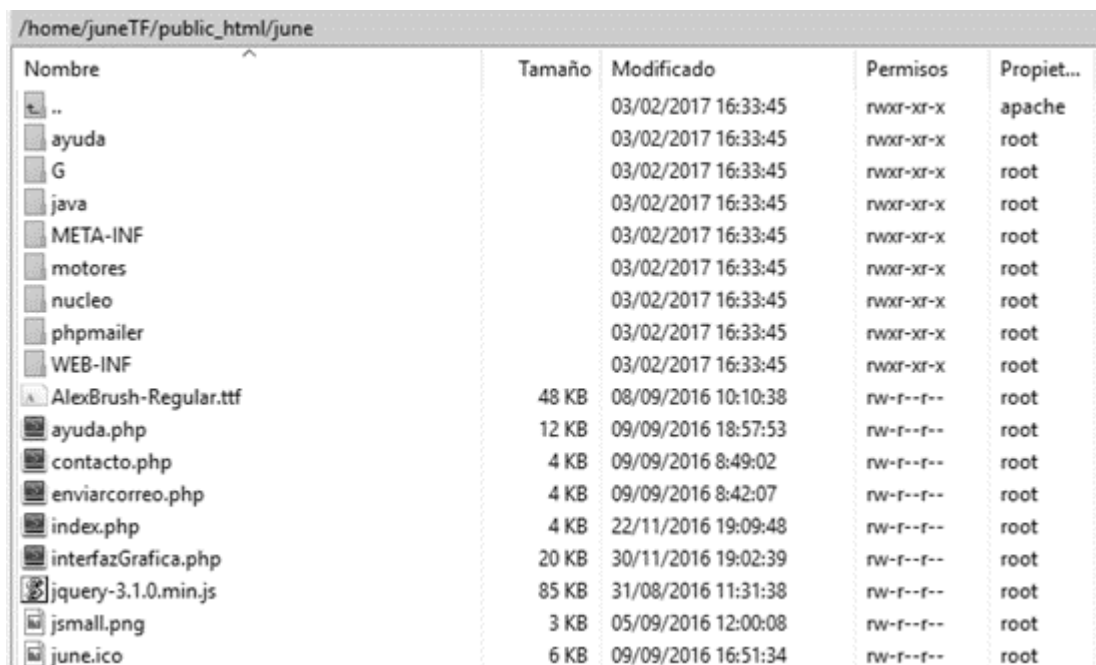 /home/juneTF/public_html/june
Nombre Tamaño Modificado Permisos Propiet...
.. 03/02/2017 16:33:45 rwxr-xr-x apache
ayuda 03/02/2017 16:33:45 rwxr-xr-x root
G 03/02/2017 16:33:45 rwxr-xr-x root
java 03/02/2017 16:33:45 rwxr-xr-x root
META-INF 03/02/2017 16:33:45 rwxr-xr-x root
motores 03/02/2017 16:33:45 rwxr-xr-x root
nucleo 03/02/2017 16:33:45 rwxr-xr-x root
phpmailer 03/02/2017 16:33:45 rwxr-xr-x root
WEB-INF 03/02/2017 16:33:45 rwxr-xr-x root
AlexBrush-Regular.ttf 48 KB 08/09/2016 10:10:38 rw-r--r-- root
ayuda.php 12 KB 09/09/2016 18:57:53 rw-r--r-- root
contacto.php 4 KB 09/09/2016 8:49:02 rw-r--r-- root
enviarcorreo.php 4 KB 09/09/2016 8:42:07 rw-r--r-- root
index.php 4 KB 22/11/2016 19:09:48 rw-r--r-- root
interfazGrafica.php 20 KB 30/11/2016 19:02:39 rw-r--r-- root
jquery-3.1.0.min.js 85 KB 31/08/2016 11:31:38 rw-r--r-- root
jsmall.png 3 KB 05/09/2016 12:00:08 rw-r--r-- root
june.ico 6 KB 09/09/2016 16:51:34 rw-r--r-- root